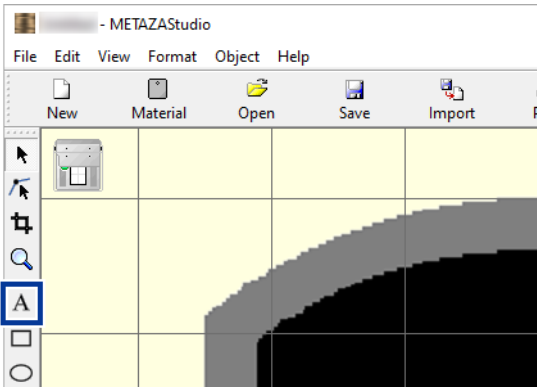 - METAZAStudio
File Edit View Format Object Help
New Material Open Save Import
A